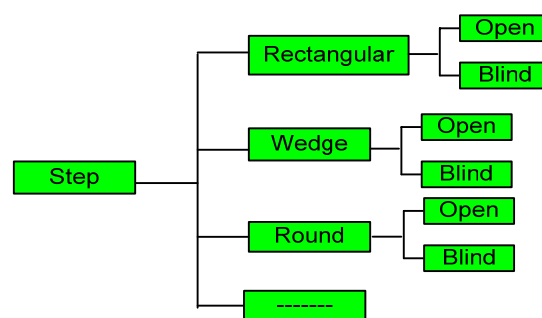 Step
Rectangular
Open
Blind
Wedge
Open
Blind
Round
Open
Blind
-------